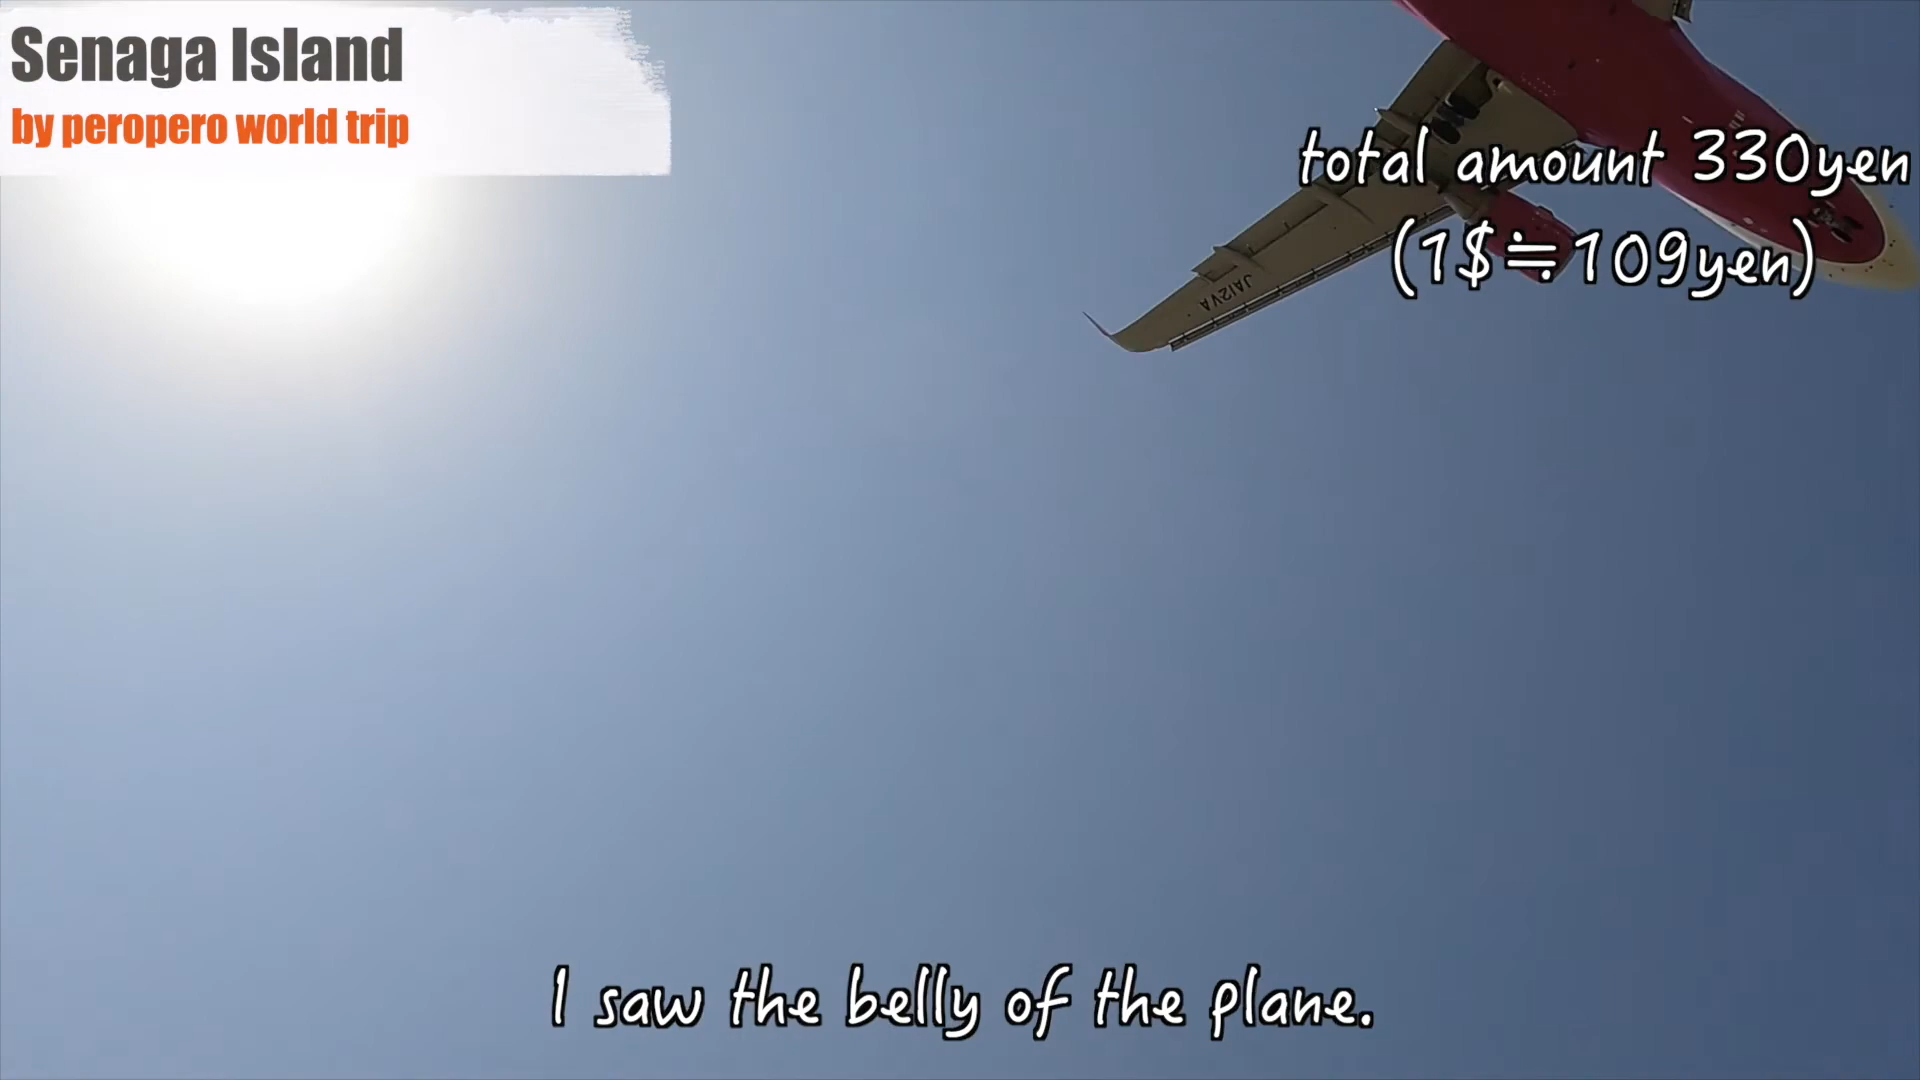 Senaga Island
by peropero world trip
total amount 330yen
(1$≒109yen)
JA12VA
I saw the belly of the plane.